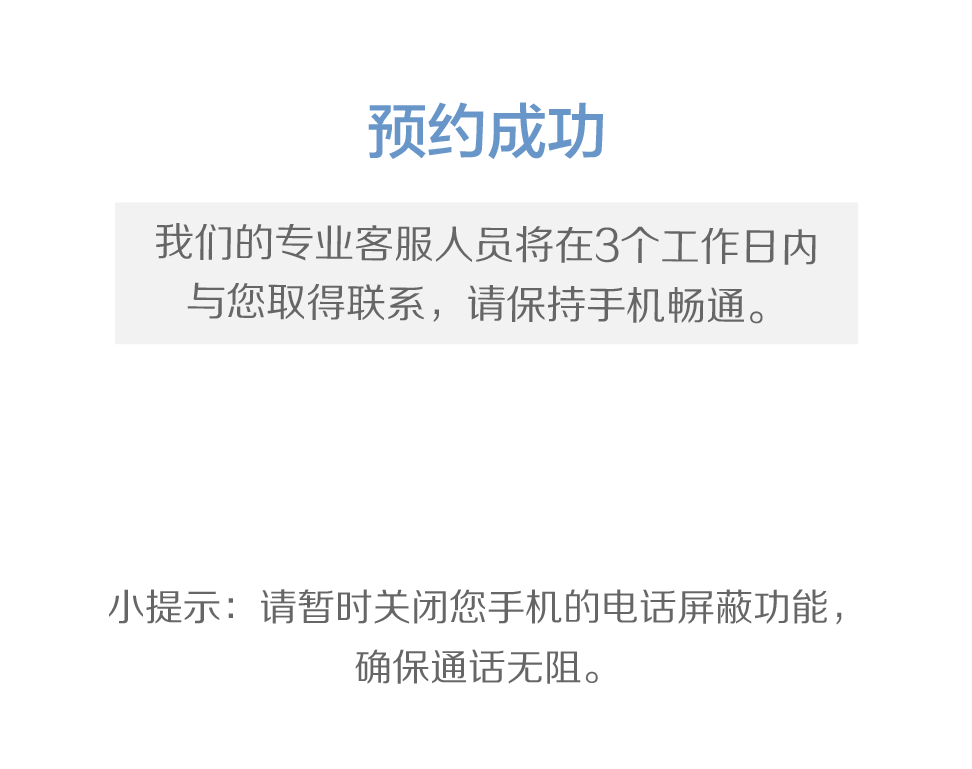 预约成功
我们的专业客服人员将在3个工作日内
与您取得联系，请保持手机畅通。
小提示：请暂时关闭您手机的电话屏蔽功能，
确保通话无阻。